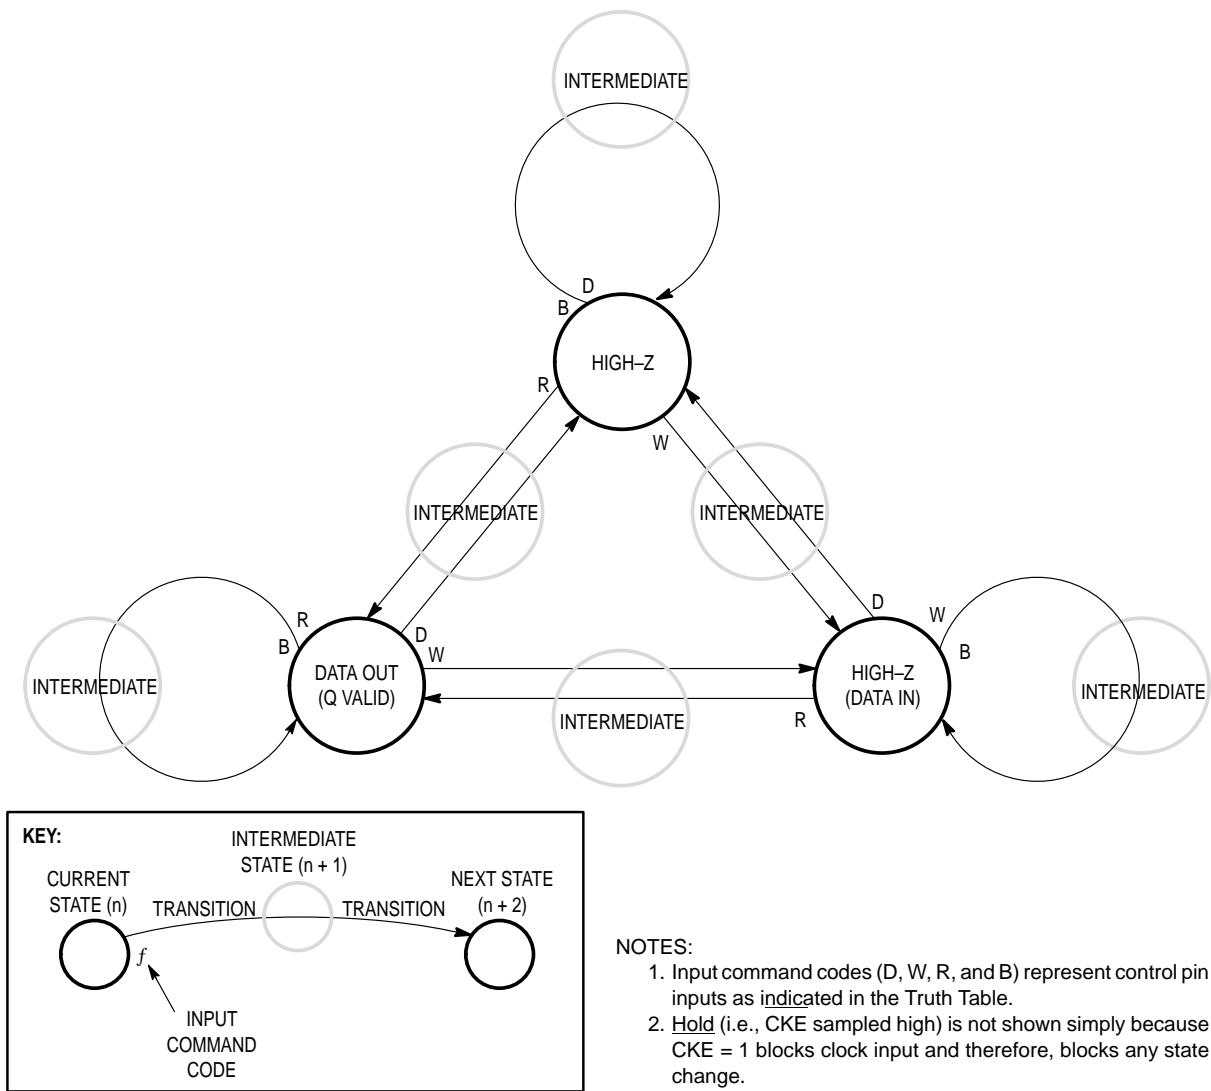 INTERMEDIATE
D
B
HIGH–Z
R
W
INTERMEDIATE
INTERMEDIATE
R
B
D
W
D
W
B
INTERMEDIATE
DATA OUT
(Q VALID)
HIGH–Z
(DATA IN)
INTERMEDIATE
INTERMEDIATE
R
KEY:
INTERMEDIATE
STATE (n + 1)
CURRENT
STATE (n)
NEXT STATE
(n + 2)
TRANSITION
TRANSITION
f
INPUT
COMMAND
CODE
NOTES:
1. Input command codes (D, W, R, and B) represent control pin
inputs as indicated in the Truth Table.
2. Hold (i.e., CKE sampled high) is not shown simply because
CKE = 1 blocks clock input and therefore, blocks any state
change.